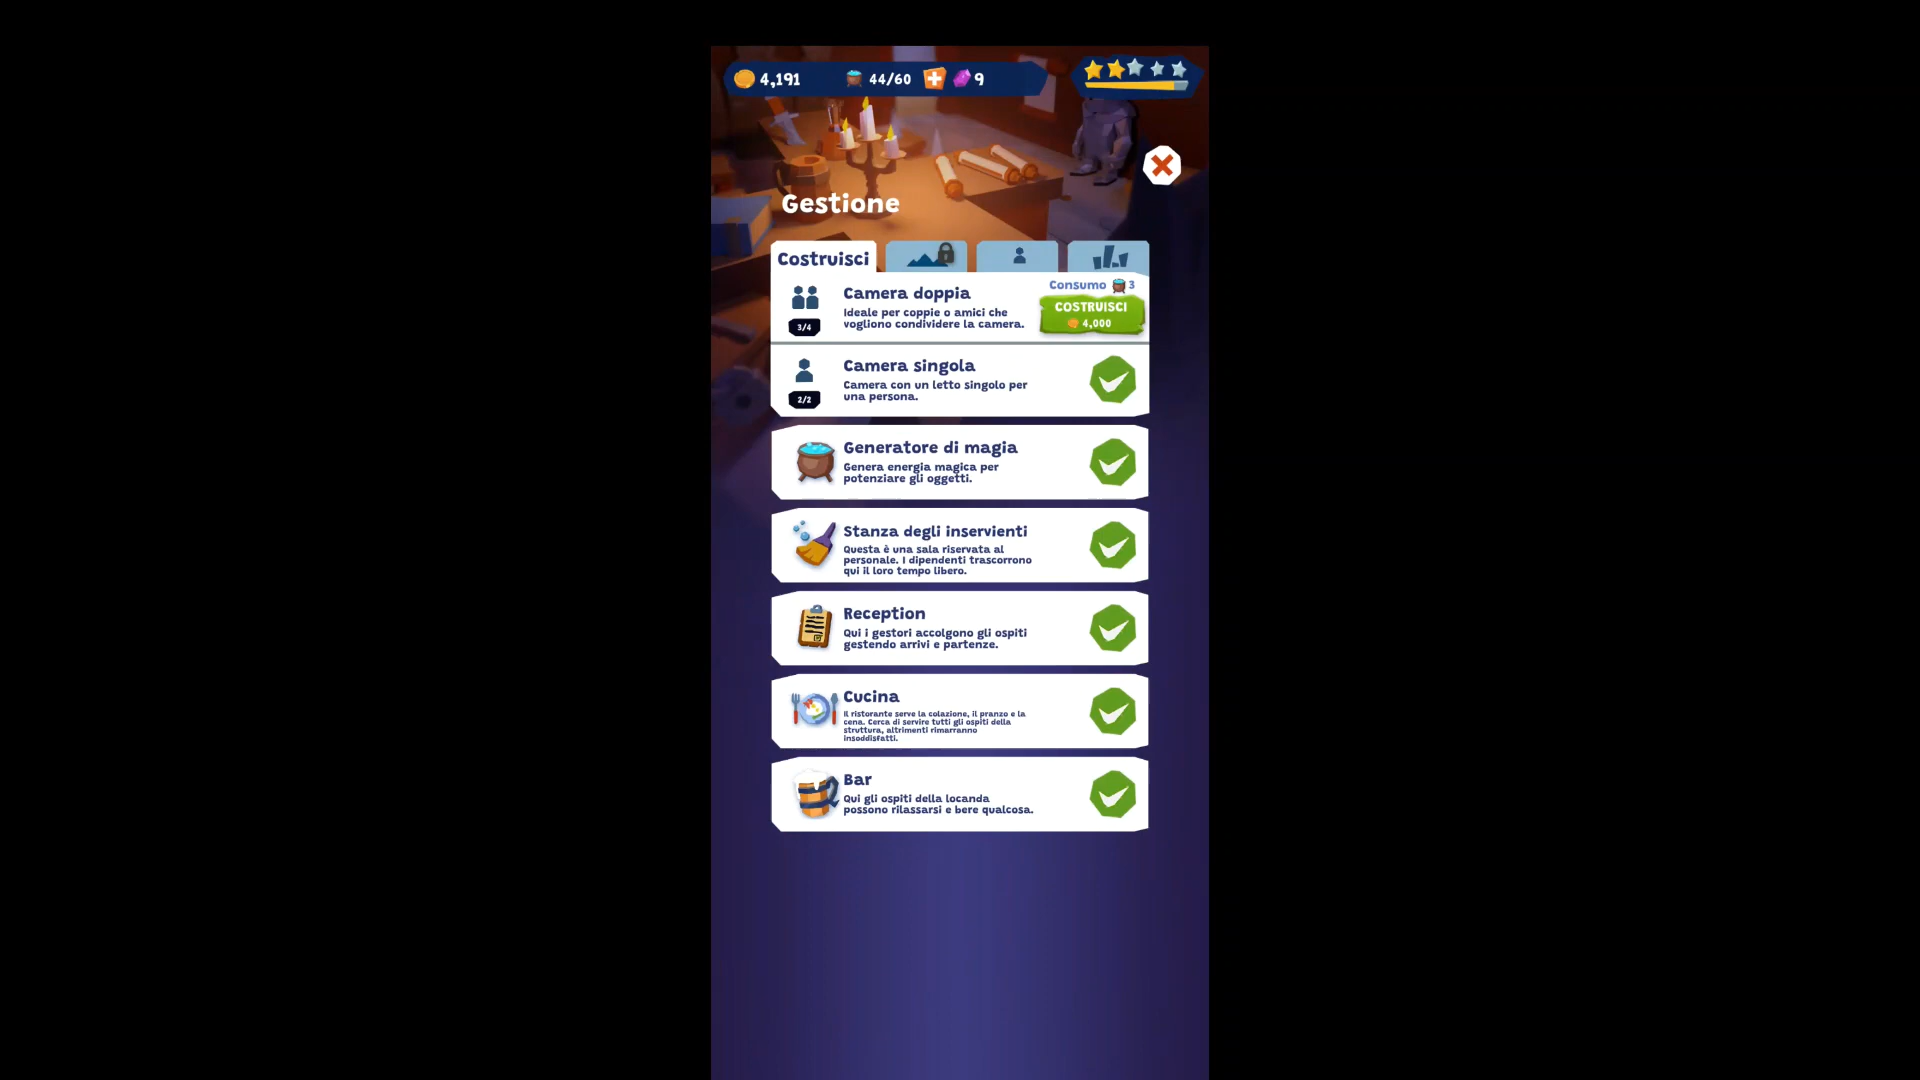 4,191
44/60
9
Gestione
Costruisci
Camera doppia
Ideale per coppie o amici che
vogliono condividere la camera.
3/4
Consumo 3
COSTRUISCI
4,000
Camera singola
Camera con un letto singolo per
una persona.
2/2
Generatore di magia
Genera energia magica per
potenziare gli oggetti.
Stanza degli inservienti
Questa è una sala riservata al
personale. I dipendenti trascorrono
qui il loro tempo libero.
Reception
Qui i gestori accolgono gli ospiti
gestendo arrivi e partenze.
Cucina
Il ristorante serve la colazione, il pranzo e la
cena. Cerca di servire tutti gli ospiti della
struttura, altrimenti rimarranno
insoddisfatti.
Bar
Qui gli ospiti della locanda
possono rilassarsi e bere qualcosa.